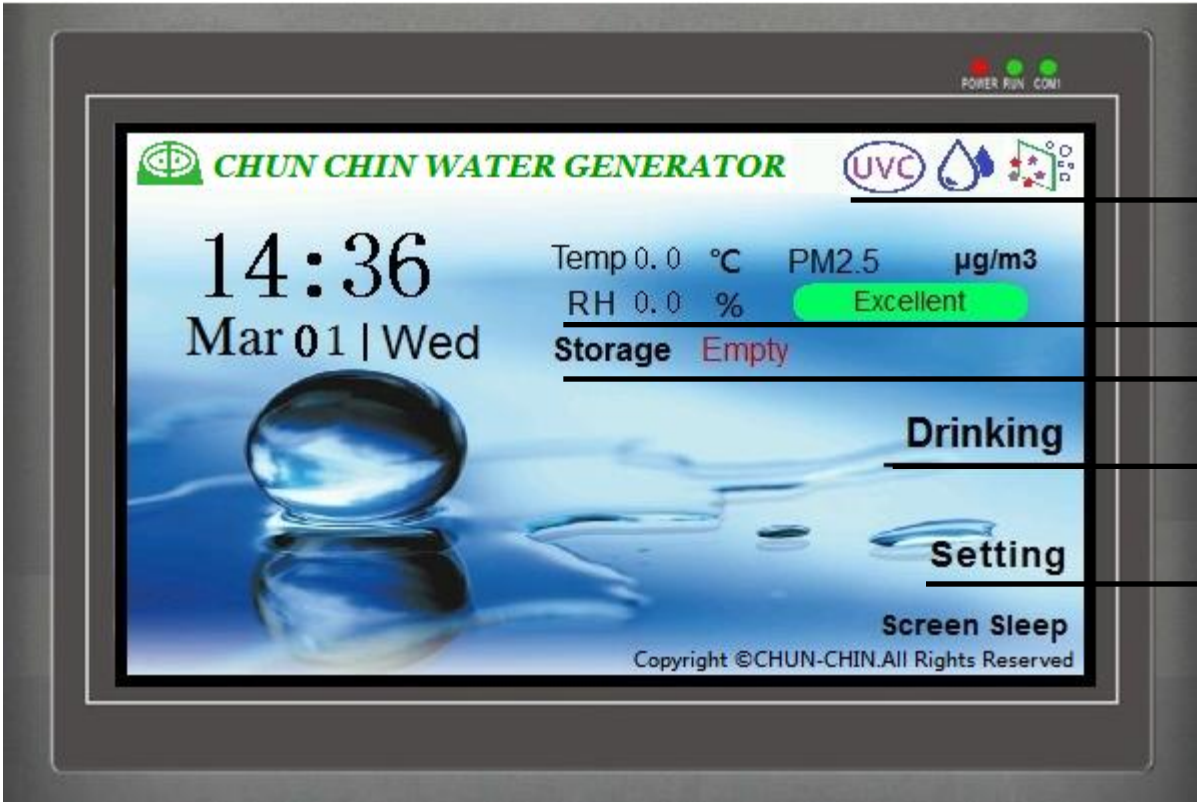 POWER RUN COM1
CHUN CHIN WATER GENERATOR
UVC
14:36
Mar 01 | Wed
Temp 0.0 ℃ PM2.5 µg/m3
RH 0.0 % Excellent
Storage Empty
Drinking
Setting
Screen Sleep
Copyright ©CHUN-CHIN.All Rights Reserved